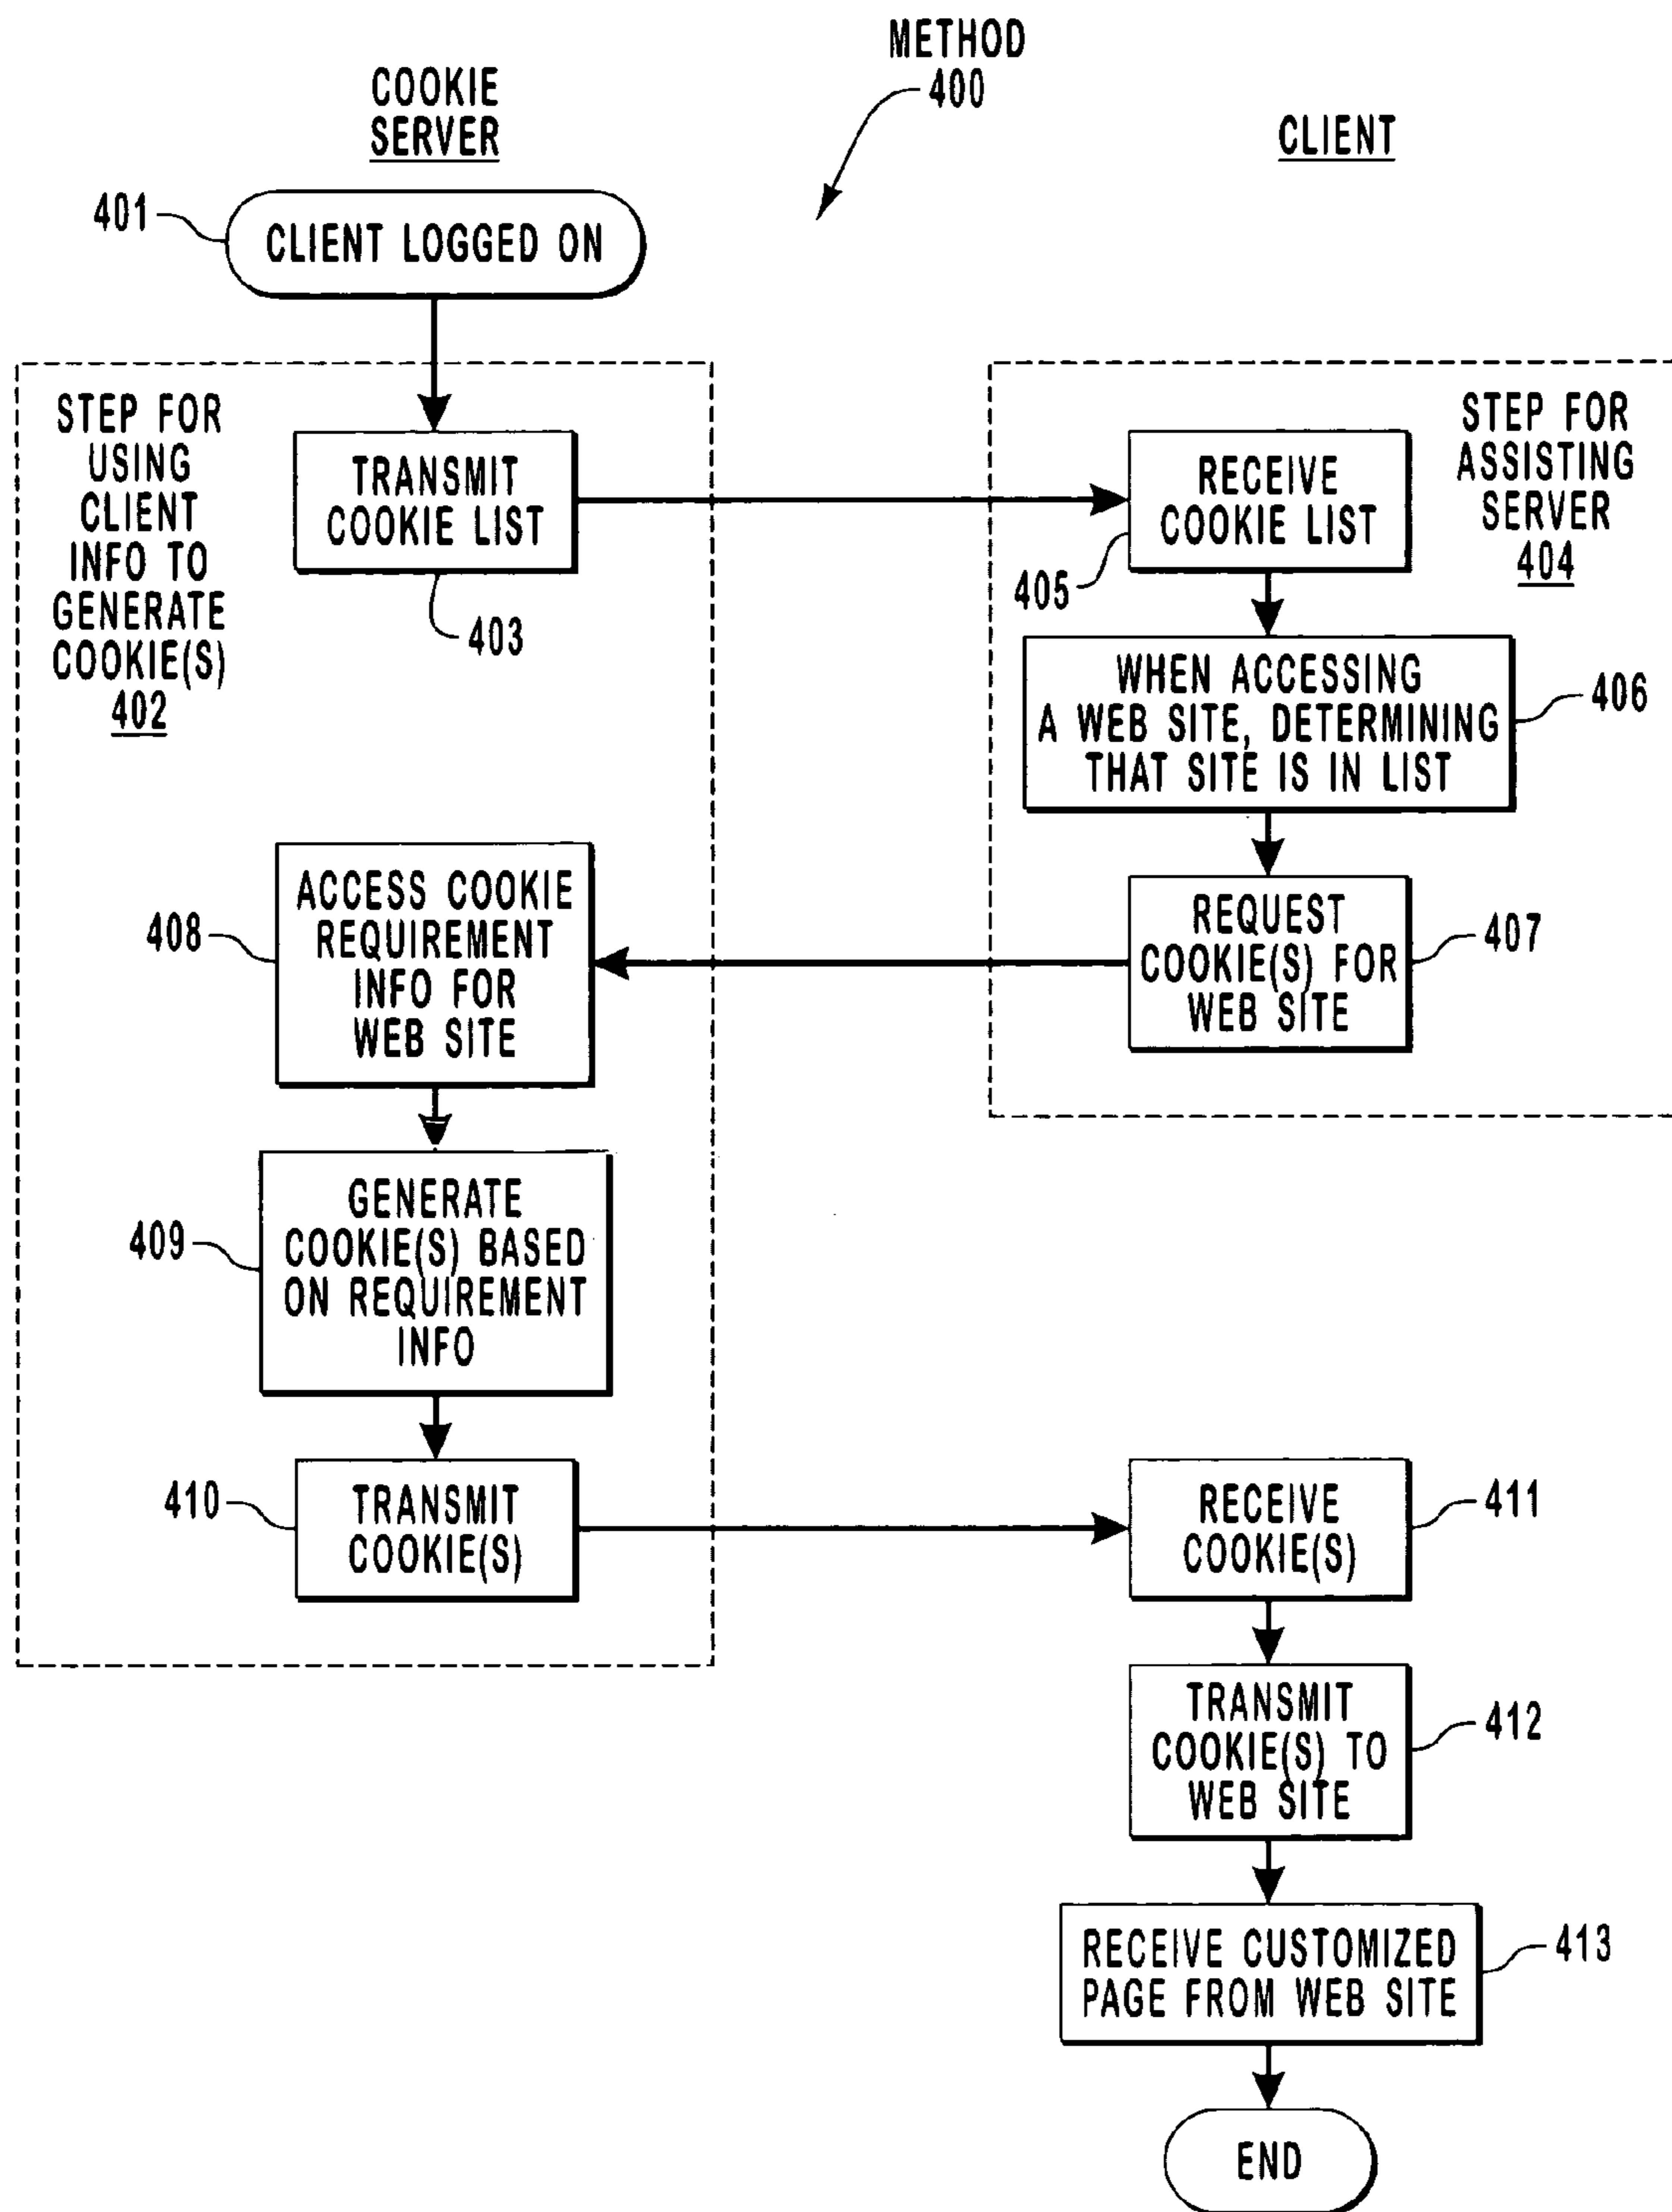 METHOD
400
COOKIE
SERVER
CLIENT
401
CLIENT LOGGED ON
STEP FOR
USING
CLIENT
INFO TO
GENERATE
COOKIE(S)
402
TRANSMIT
COOKIE LIST
403
RECEIVE
COOKIE LIST
405
STEP FOR
ASSISTING
SERVER
404
WHEN ACCESSING
A WEB SITE, DETERMINING
THAT SITE IS IN LIST
406
REQUEST
COOKIE(S) FOR
WEB SITE
407
408
ACCESS COOKIE
REQUIREMENT
INFO FOR
WEB SITE
409
GENERATE
COOKIE(S) BASED
ON REQUIREMENT
INFO
410
TRANSMIT
COOKIE(S)
RECEIVE
COOKIE(S)
411
TRANSMIT
COOKIE(S) TO
WEB SITE
412
RECEIVE CUSTOMIZED
PAGE FROM WEB SITE
413
END